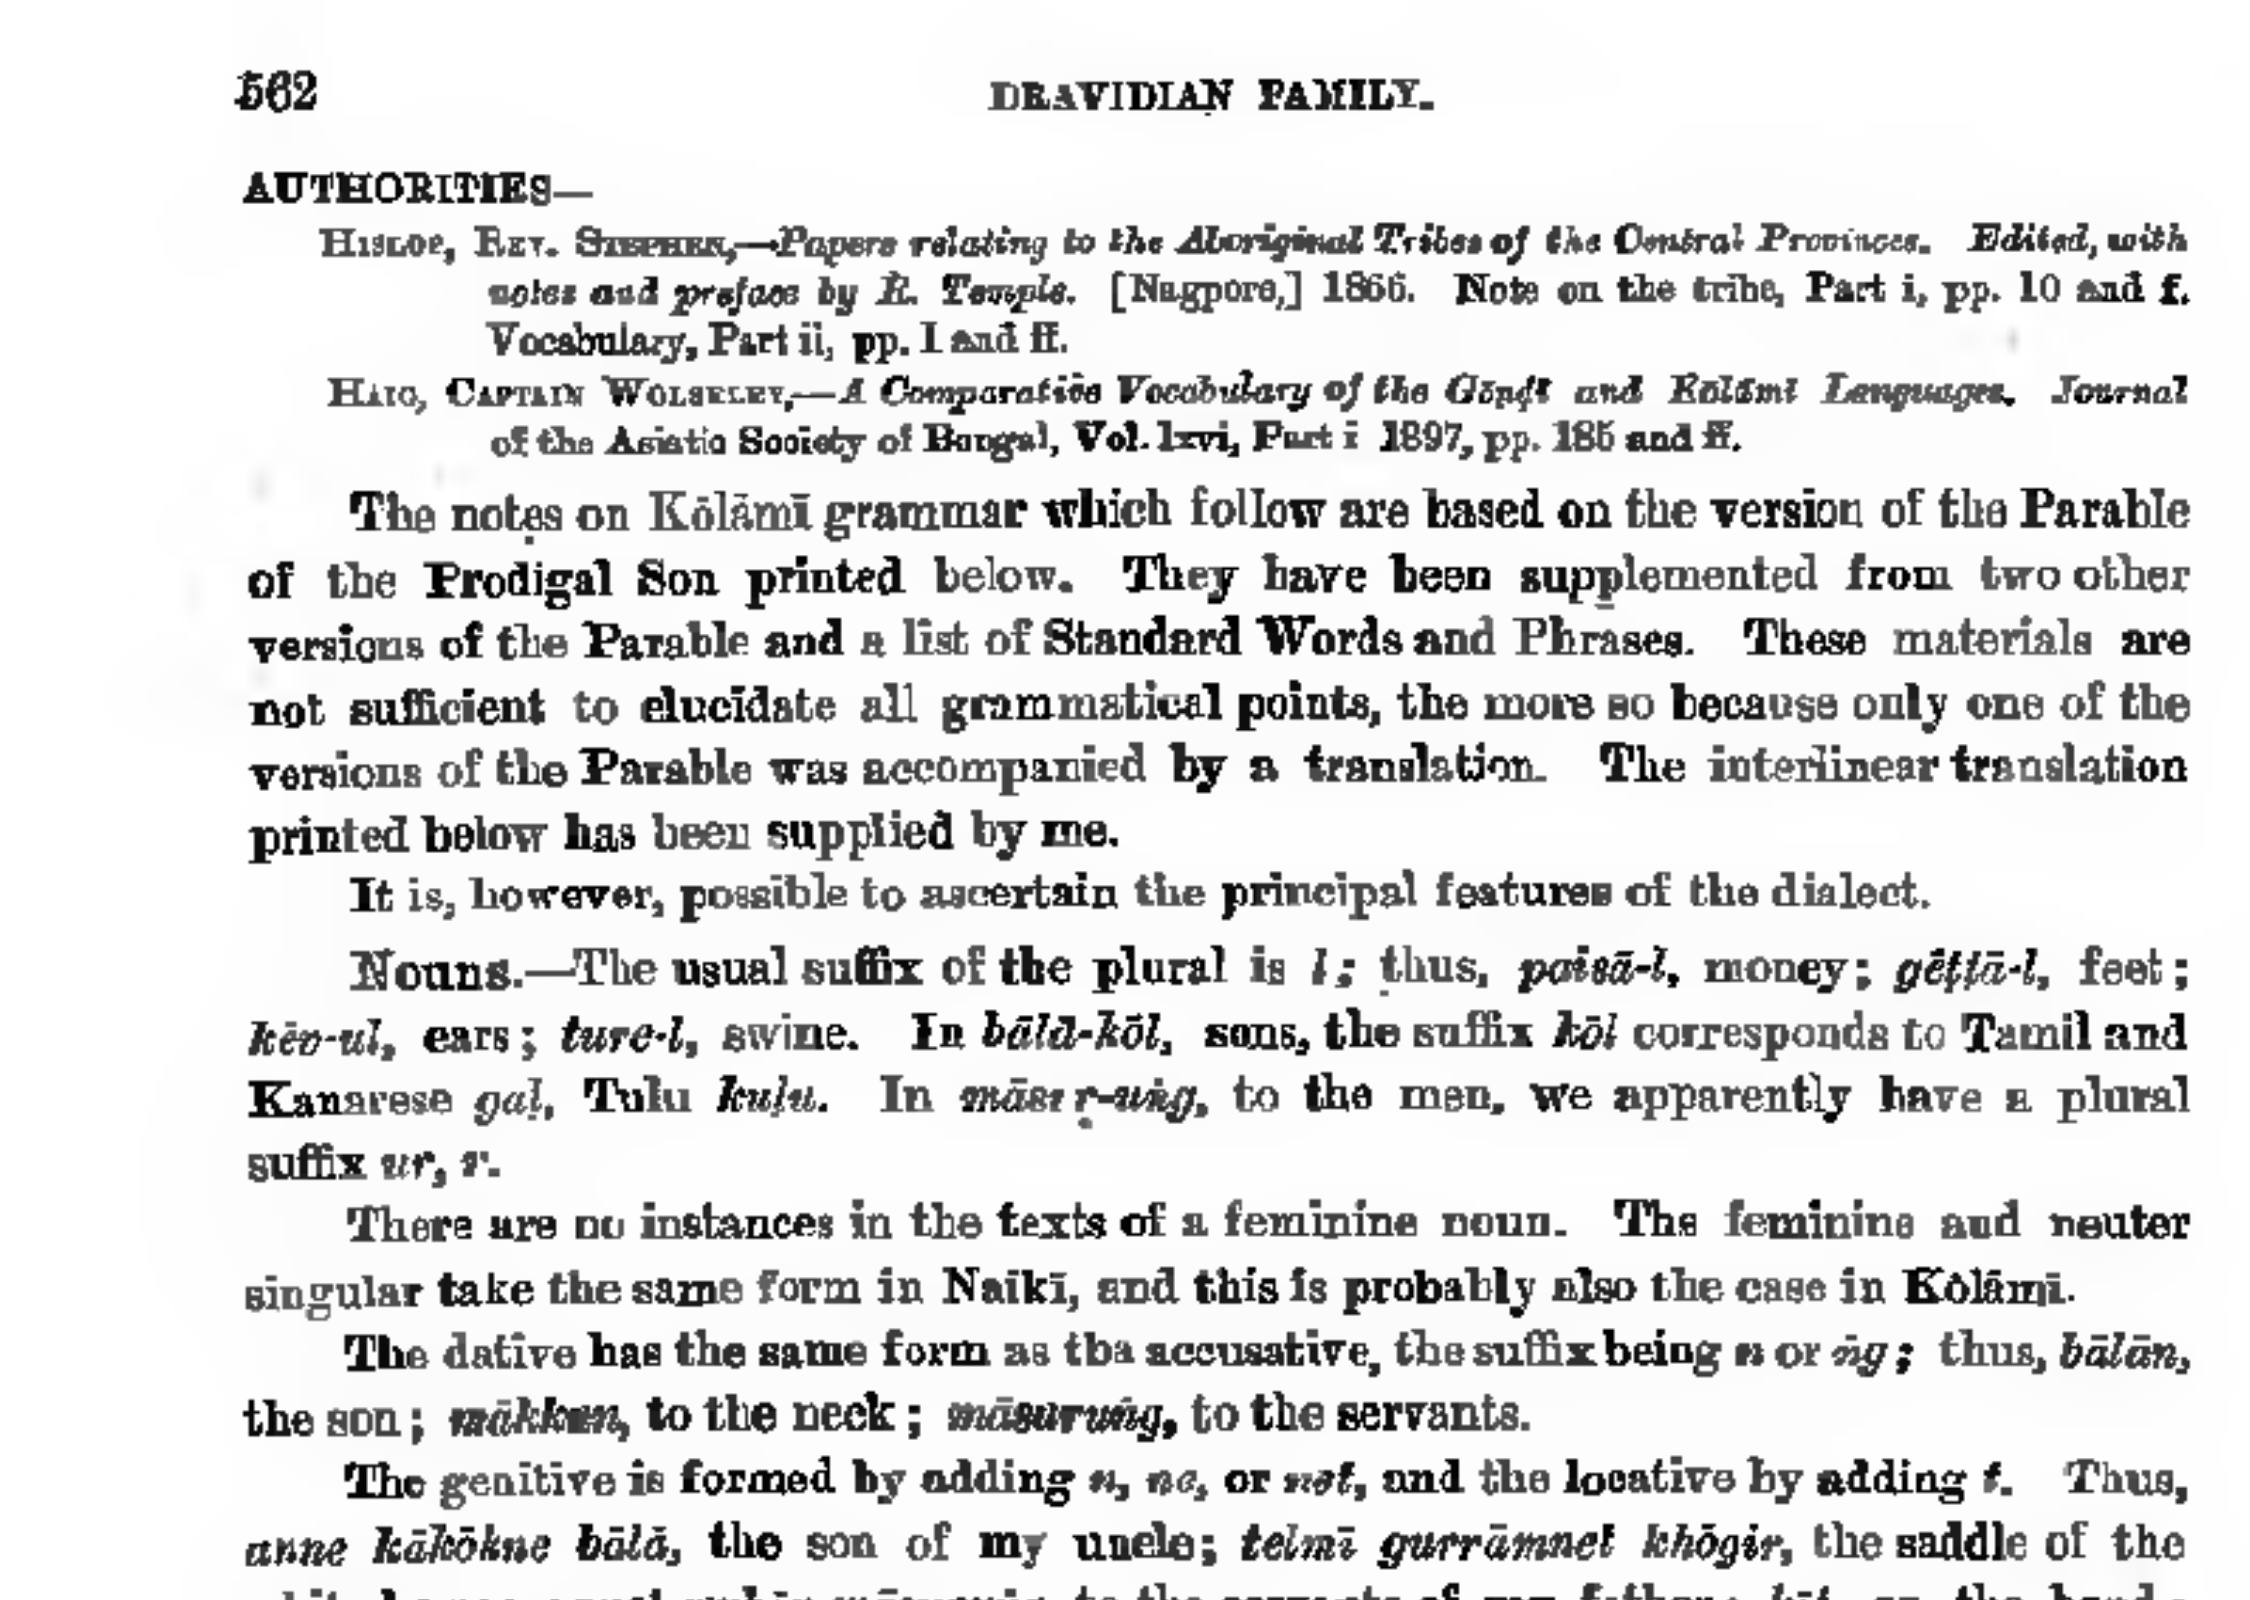 562 DRAVIDIAN FAMILY.
AUTHORITIES—
HISLOP, REV. STEPHEN,—Papers relating to the Aboriginal Tribes of the Central Provinces. Edited, with
notes and preface by R. Temple. [Nagpore,] 1866. Note on the tribe, Part i, pp. 10 and f.
Vocabulary, Part ii, pp. 1 and ff.
HAIG, CAPTAIN WOLSELEY,—A Comparative Vocabulary of the Gōṇḍī and Kōlāmī Languages. Journal
of the Asiatic Society of Bengal, Vol. lxvi, Part i 1897, pp. 185 and ff.
The notes on Kōlāmī grammar which follow are based on the version of the Parable
of the Prodigal Son printed below. They have been supplemented from two other
versions of the Parable and a list of Standard Words and Phrases. These materials are
not sufficient to elucidate all grammatical points, the more so because only one of the
versions of the Parable was accompanied by a translation. The interlinear translation
printed below has been supplied by me.
It is, however, possible to ascertain the principal features of the dialect.
Nouns.—The usual suffix of the plural is l; thus, paisā-l, money; gēṭṭā-l, feet;
kēv-ul, ears; ture-l, swine. In bālā-kōl, sons, the suffix kōl corresponds to Tamil and
Kanarese gaḷ, Tulu kuḷu. In to the men, we apparently have a plural
suffix ur, r.
There are no instances in the texts of a feminine noun. The feminine and neuter
singular take the same form in Naikī, and this is probably also the case in Kōlāmī.
The dative has the same form as the accusative, the suffix being n or ṅg; thus, bālān,
the son; to the neck; māsuruṅg, to the servants.
The genitive is formed by adding n, ne, or net, and the locative by adding t. Thus,
anne kākōkne bālā, the son of my uncle; telmī gurrāmnet khōgir, the saddle of the